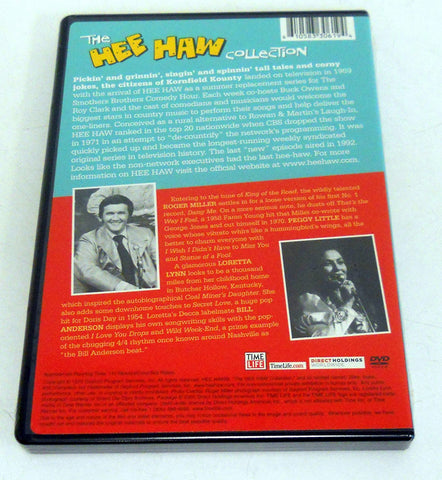 THE
HEE HAW
COLLECTION
Pickin' and grinnin', singin' and spinnin' tall tales and corny
jokes, the citizens of Kornfield Kounty landed on television in 1969
with the arrival of HEE HAW as a summer replacement series for The
Smothers Brothers Comedy Hour. Each week co-hosts Buck Owens and
Roy Clark and the cast of comedians and musicians would welcome the
biggest stars in country music to perform their songs and help deliver the
one-liners. Conceived as a rural alternative to Rowan & Martin's Laugh-In,
HEE HAW ranked in the top 20 nationwide when CBS dropped the show
in 1971 in an attempt to "de-countrify" the network's programming. It was
quickly picked up and became the longest-running weekly syndicated
original series in television history. The last "new" episode aired in 1992.
Looks like the non-network executives had the last hee-haw. For more
information on HEE HAW visit the official website at www.heehaw.com.
Entering to the tune of King of the Road, the wildly talented
ROGER MILLER settles in for a loose version of his first No. 1
record, Dang Me. On a more serious note, he dusts off That's the
Way I Feel, a 1958 Faron Young hit that Miller co-wrote with
George Jones and cut himself in 1970. PEGGY LITTLE has a
voice whose vibrato whirs like a hummingbird's wings, all the
better to churn everyone with
I Wish I Didn't Have to Miss You
and Statue of a Fool.
A glamorous LORETTA
LYNN looks to be a thousand
miles from her childhood home
in Butcher Hollow, Kentucky,
which inspired the autobiographical Coal Miner's Daughter. She
also adds some downhome touches to Secret Love, a huge pop
hit for Doris Day in 1954. Loretta's Decca labelmate BILL
ANDERSON displays his own songwriting skills with the pop-
oriented I Love You Drops and Wild Week-End, a prime example
of the chugging 4/4 rhythm once known around Nashville as
"the Bill Anderson beat."
TIME
LIFE
TimeLife.com
DIRECT HOLDINGS
WORLDWIDE
DVD